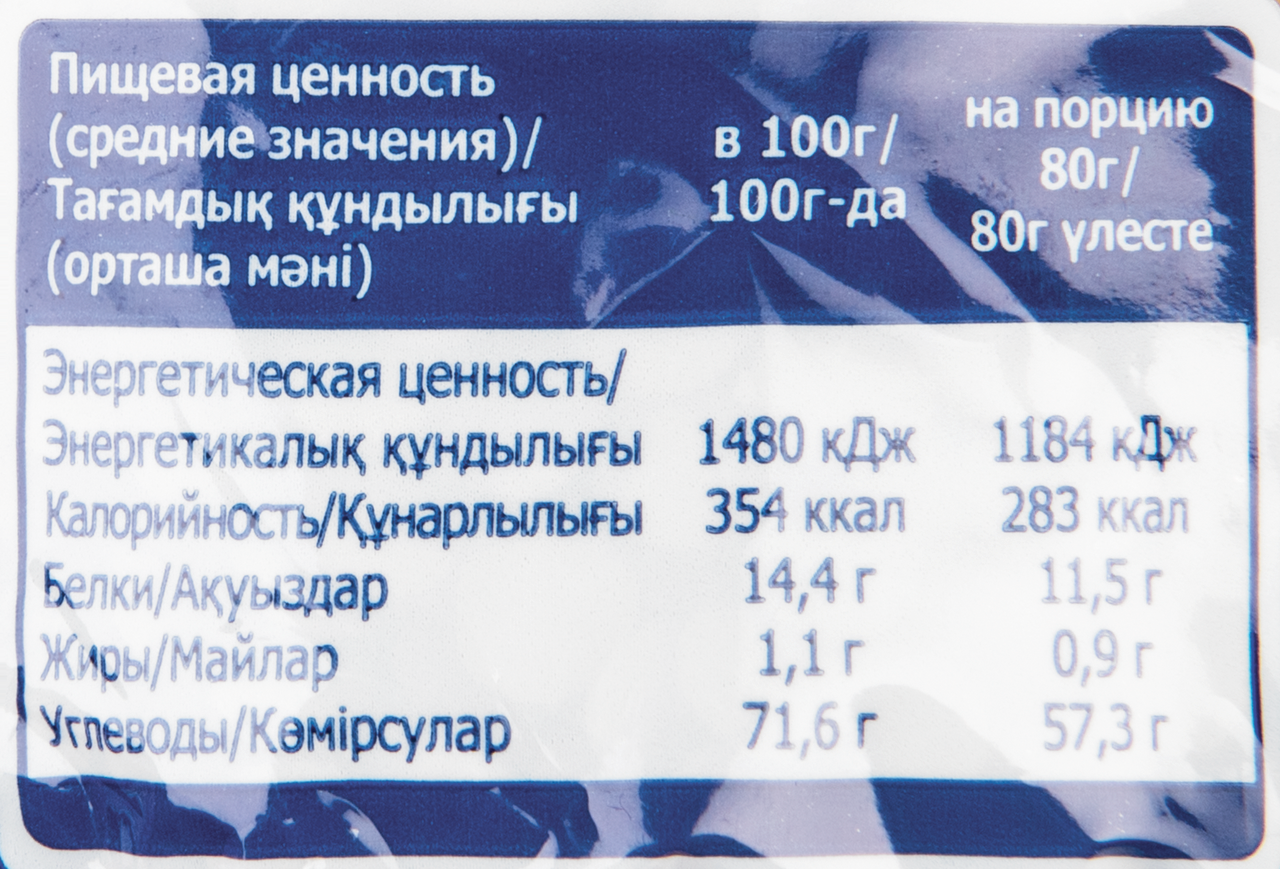 Пищевая ценность
(средние значения)/
Тағамдық құндылығы
(орташа мәні)
в 100г/
100г-да
на порцию
80г/
80г үлесте
Энергетическая ценность/
Энергетикалық құндылығы 1480 кДж 1184 кДж
Калорийность/Құнарлылығы 354 ккал 283 ккал
Белки/Ақуыздар 14,4 г 11,5 г
Жиры/Майлар 1,1 г 0,9 г
Углеводы/Көмірсулар 71,6 г 57,3 г